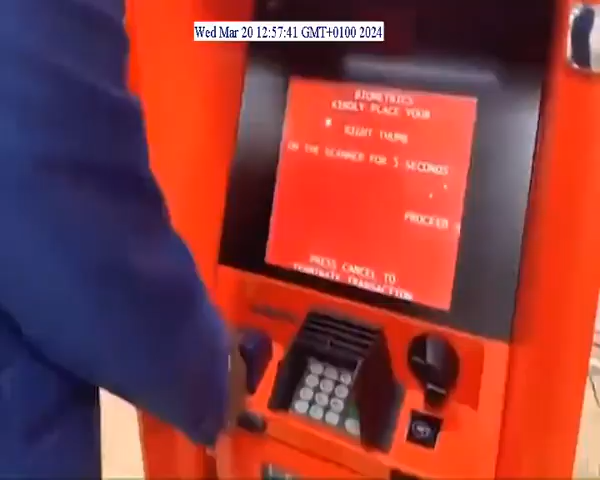 Wed Mar 20 12:57:41 GMT+0100 2024
BIOMETRICS
KINDLY PLACE YOUR
RIGHT THUMB
ON THE SCANNER FOR 5 SECONDS
PROCEED
PRESS CANCEL TO
TERMINATE TRANSACTION